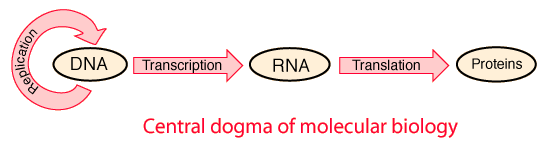 Replication
DNA
Transcription
RNA
Translation
Proteins
Central dogma of molecular biology